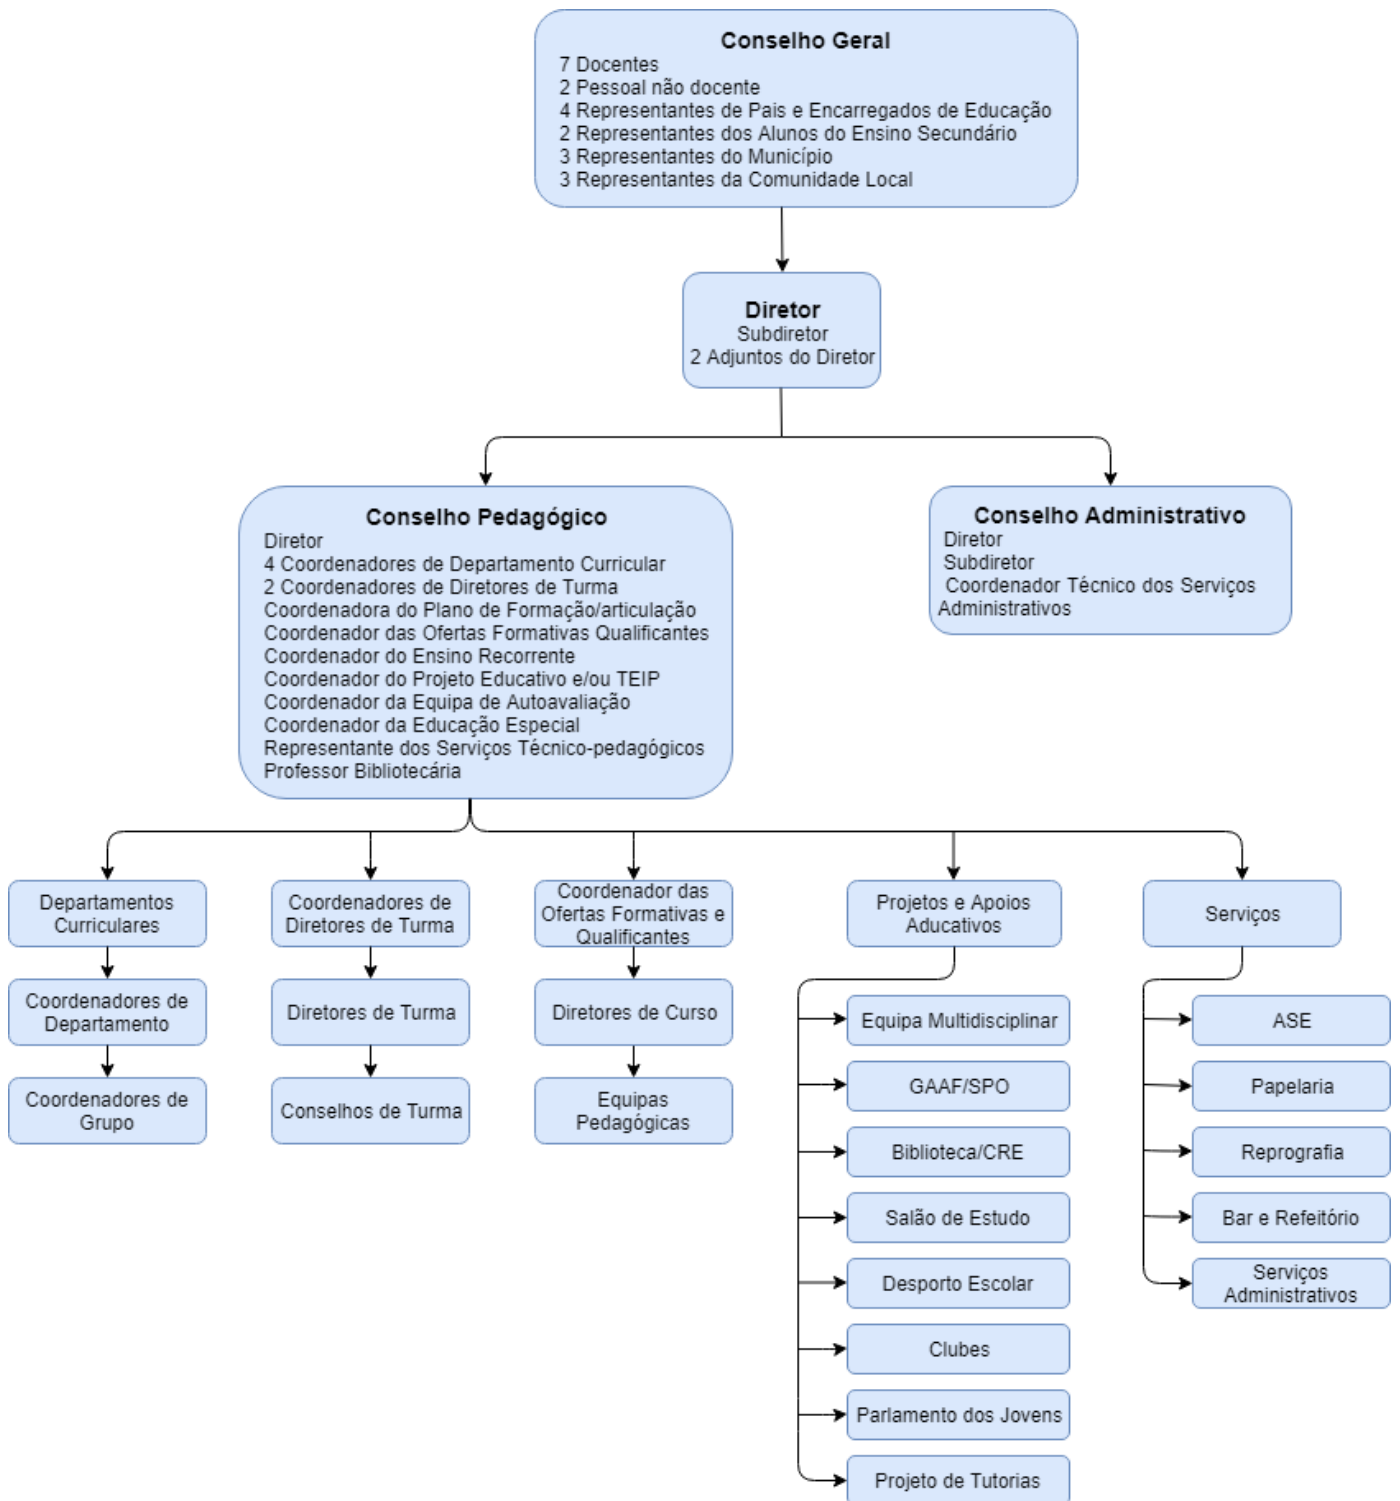 Conselho Geral
7 Docentes
2 Pessoal não docente
4 Representantes de Pais e Encarregados de Educação
2 Representantes dos Alunos do Ensino Secundário
3 Representantes do Município
3 Representantes da Comunidade Local
Diretor
Subdiretor
2 Adjuntos do Diretor
Conselho Pedagógico
Diretor
4 Coordenadores de Departamento Curricular
2 Coordenadores de Diretores de Turma
Coordenadora do Plano de Formação/articulação
Coordenador das Ofertas Formativas Qualificantes
Coordenador do Ensino Recorrente
Coordenador do Projeto Educativo e/ou TEIP
Coordenador da Equipa de Autoavaliação
Coordenador da Educação Especial
Representante dos Serviços Técnico-pedagógicos
Professor Bibliotecária
Conselho Administrativo
Diretor
Subdiretor
Coordenador Técnico dos Serviços
Administrativos
Departamentos
Curriculares
Coordenadores de
Departamento
Coordenadores de
Grupo
Coordenadores de
Diretores de Turma
Diretores de Turma
Conselhos de Turma
Coordenador das
Ofertas Formativas e
Qualificantes
Diretores de Curso
Equipas
Pedagógicas
Projetos e Apoios
Aducativos
Equipa Multidisciplinar
GAAF/SPO
Biblioteca/CRE
Salão de Estudo
Desporto Escolar
Clubes
Parlamento dos Jovens
Projeto de Tutorias
Serviços
ASE
Papelaria
Reprografia
Bar e Refeitório
Serviços
Administrativos